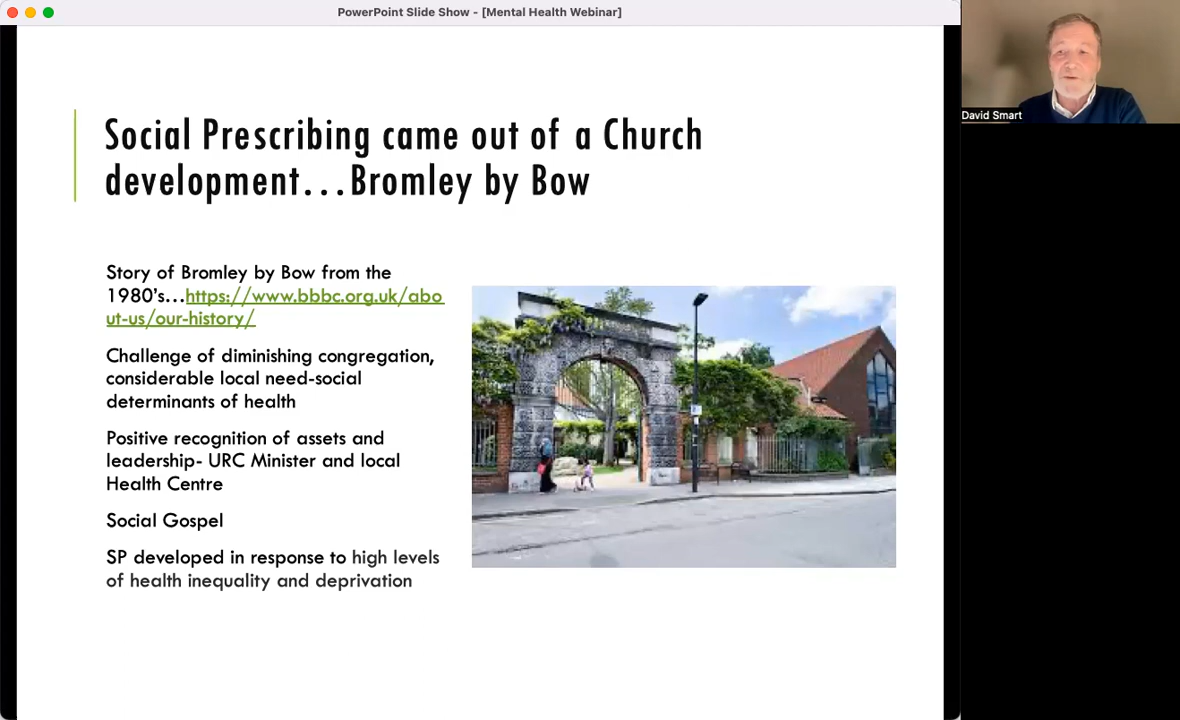 PowerPoint Slide Show - [Mental Health Webinar]
David Smart
Social Prescribing came out of a Church
development...Bromley by Bow
Story of Bromley by Bow from the
1980's...https://www.bbbc.org.uk/abo
ut-us/our-history/
Challenge of diminishing congregation,
considerable local need-social
determinants of health
Positive recognition of assets and
leadership- URC Minister and local
Health Centre
Social Gospel
SP developed in response to high levels
of health inequality and deprivation